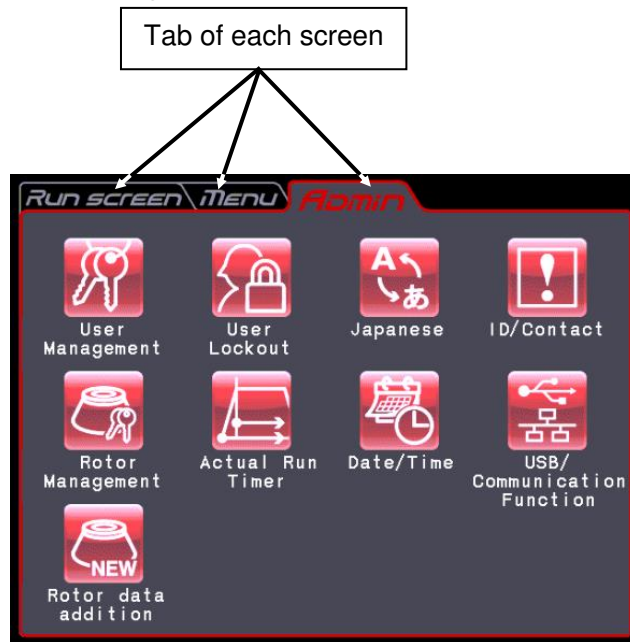 Tab of each screen
Run screen
Menu
Admin
User
Management
User
Lockout
A
あ
Japanese
!
ID/Contact
Rotor
Management
Actual Run
Timer
Date/Time
USB/
Communication
Function
NEW
Rotor data
addition